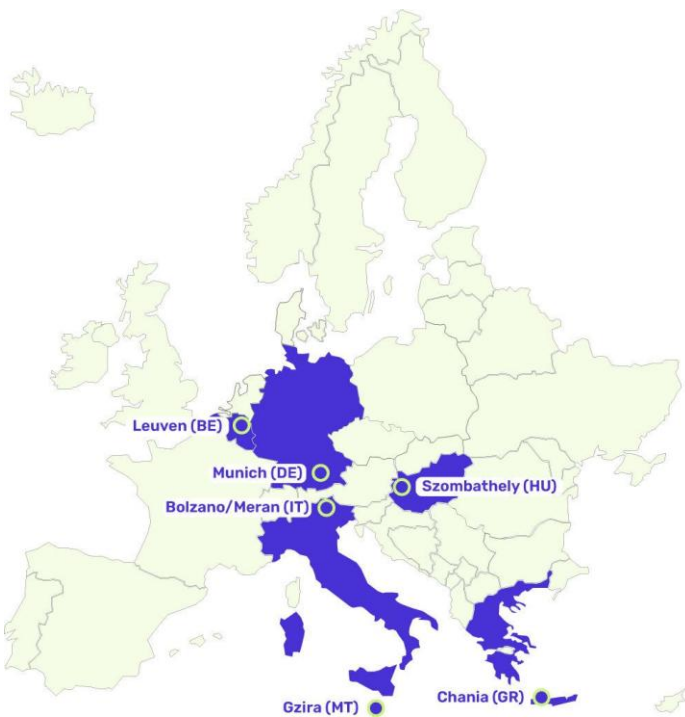 Leuven (BE)
Munich (DE)
Szombathely (HU)
Bolzano/Meran (IT)
Chania (GR)
Gzira (MT)